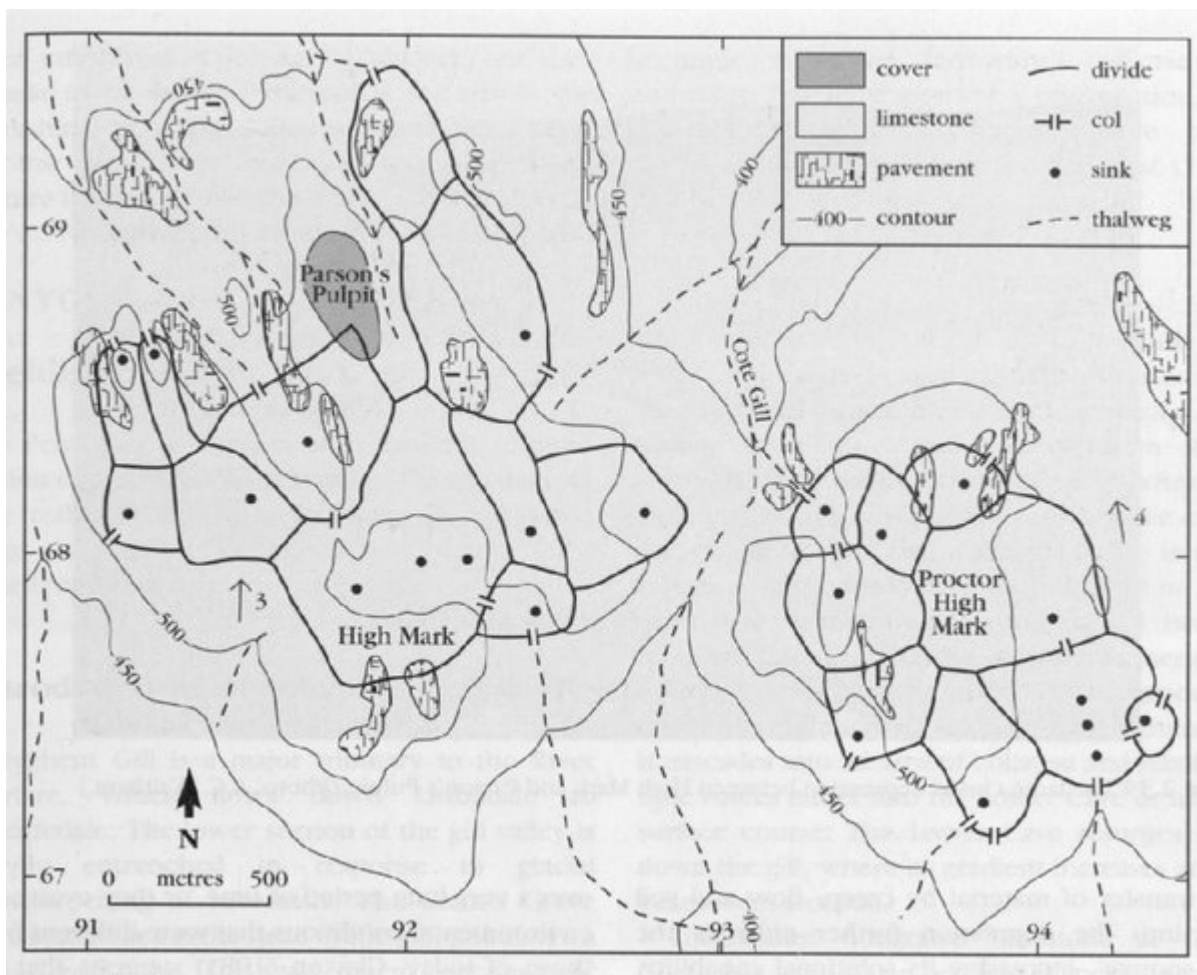 cover
divide
limestone
col
pavement
sink
400
contour
thalweg
450
500
450
400
69
Parson's
Pulpit
500
Cote Gill
68
4
3
High Mark
Proctor
High
Mark
500
450
500
450
N
67
0 metres 500
91
92
93
400
94